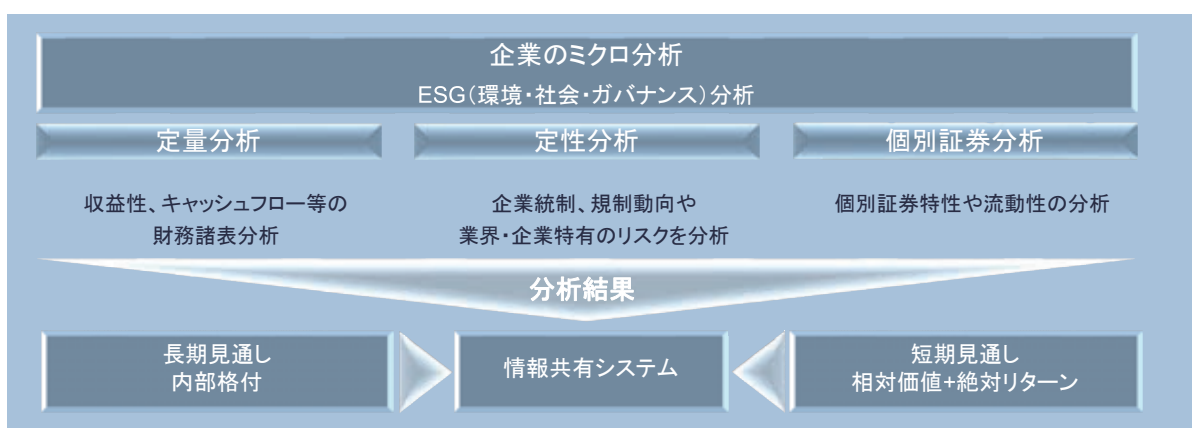 企業のミクロ分析
ESG(環境・社会・ガバナンス)分析
定量分析
定性分析
個別証券分析
収益性、キャッシュフロー等の
財務諸表分析
企業統制、規制動向や
業界・企業特有のリスクを分析
個別証券特性や流動性の分析
分析結果
長期見通し
内部格付
情報共有システム
短期見通し
相対価値+絶対リターン